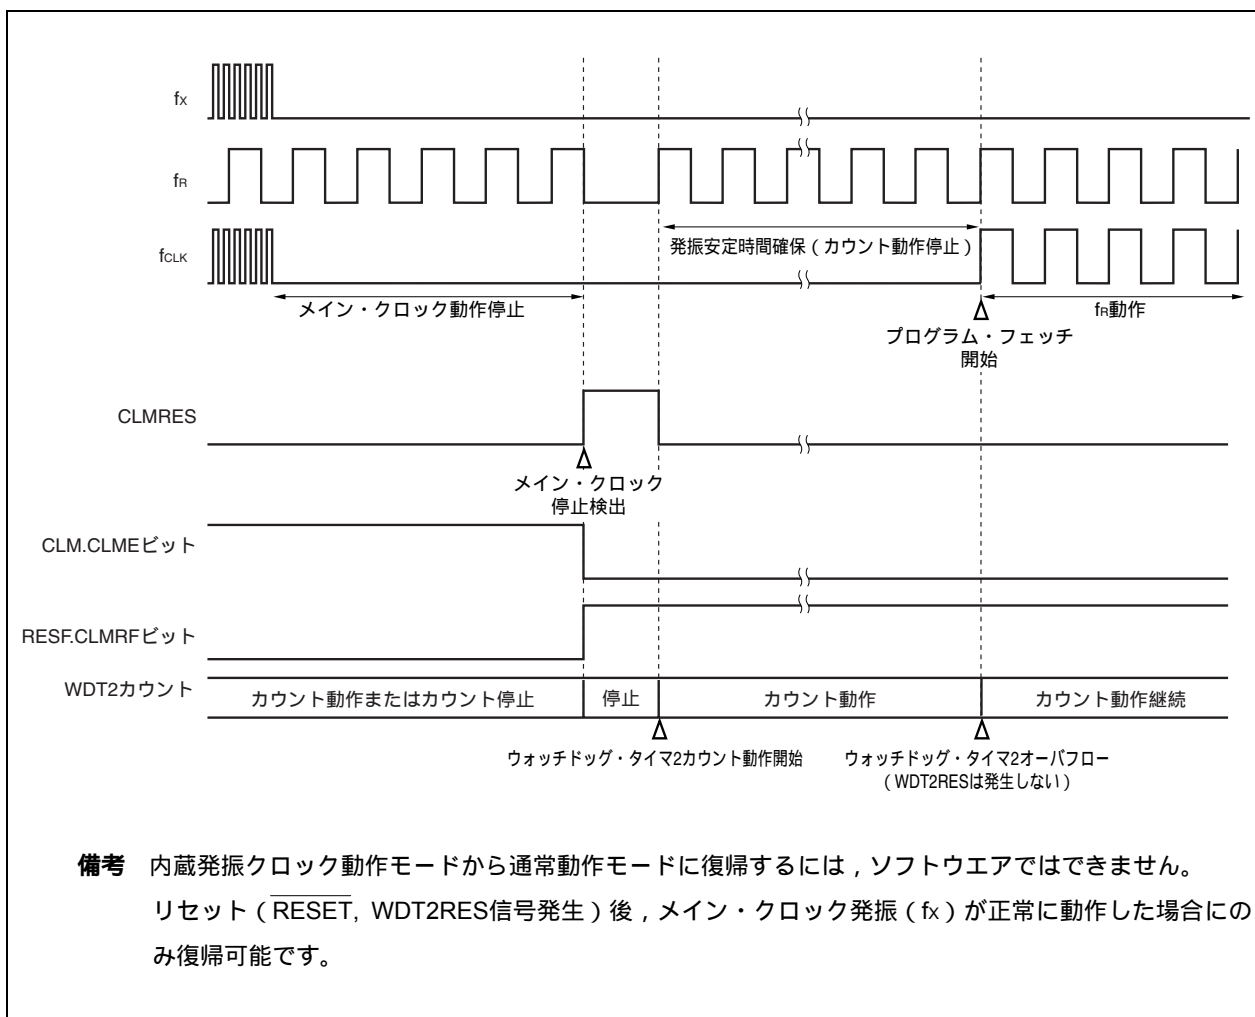 fX
fR
発振安定時間確保（カウント動作停止）
fCLK
メイン・クロック動作停止
fR動作
プログラム・フェッチ
開始
CLMRES
メイン・クロック
停止検出
CLM.CLMEビット
RESF.CLMRFビット
WDT2カウント
カウント動作またはカウント停止
停止
カウント動作
カウント動作継続
ウォッチドッグ・タイマ2カウント動作開始
ウォッチドッグ・タイマ2オーバフロー
（WDT2RESは発生しない）
備考　内蔵発振クロック動作モードから通常動作モードに復帰するには，ソフトウエアではできません。
リセット（RESET, WDT2RES信号発生）後，メイン・クロック発振（fX）が正常に動作した場合にの
み復帰可能です。